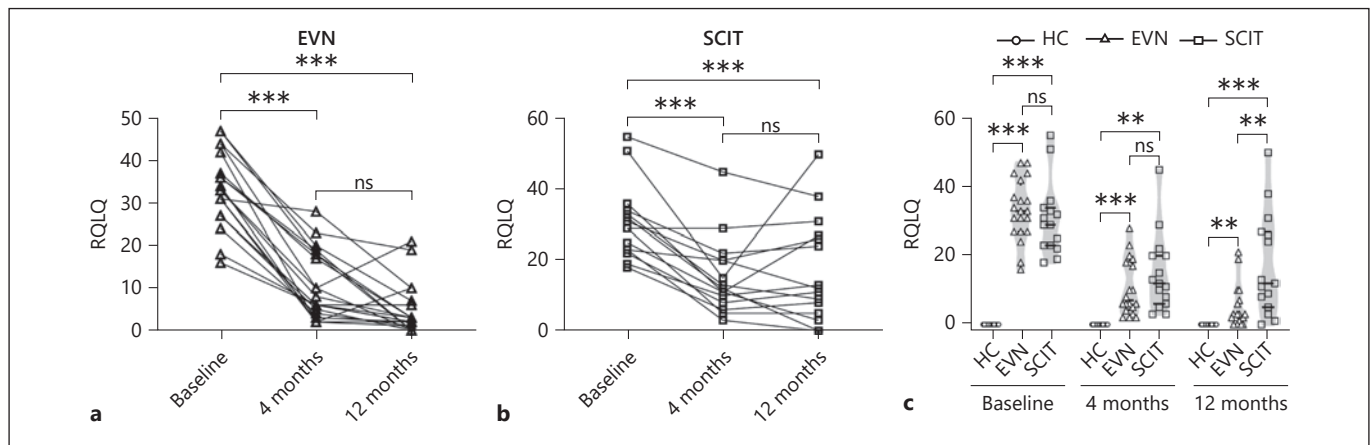 EVN
***
***
ns
RQLQ
50
40
30
20
10
0
Baseline
4 months
12 months
a
SCIT
***
***
ns
RQLQ
60
40
20
0
Baseline
4 months
12 months
b
HC EVN SCIT
***
ns
***
**
ns
***
***
**
**
RQLQ
60
40
20
0
HC EVN SCIT HC EVN SCIT HC EVN SCIT
Baseline 4 months 12 months
c